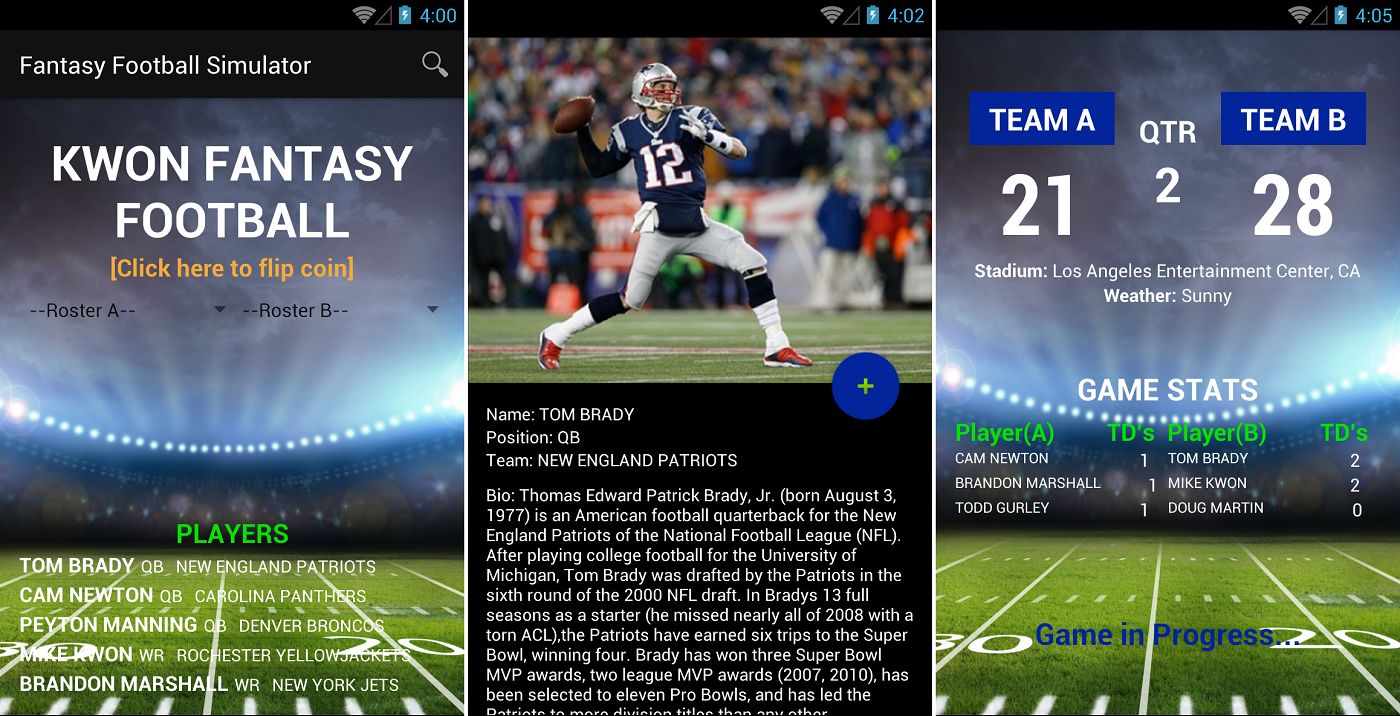 4:00
Fantasy Football Simulator
KWON FANTASY
FOOTBALL
[Click here to flip coin]
--Roster A-- --Roster B--
PLAYERS
TOM BRADY QB NEW ENGLAND PATRIOTS
CAM NEWTON QB CAROLINA PANTHERS
PEYTON MANNING QB DENVER BRONCOS
MIKE KWON WR ROCHESTER YELLOWJACKETS
BRANDON MARSHALL WR NEW YORK JETS
4:02
12
+
Name: TOM BRADY
Position: QB
Team: NEW ENGLAND PATRIOTS
Bio: Thomas Edward Patrick Brady, Jr. (born August 3,
1977) is an American football quarterback for the New
England Patriots of the National Football League (NFL).
After playing college football for the University of
Michigan, Tom Brady was drafted by the Patriots in the
sixth round of the 2000 NFL draft. In Bradys 13 full
seasons as a starter (he missed nearly all of 2008 with a
torn ACL),the Patriots have earned six trips to the Super
Bowl, winning four. Brady has won three Super Bowl
MVP awards, two league MVP awards (2007, 2010), has
been selected to eleven Pro Bowls, and has led the
Patriots to more division titles than any other
4:05
TEAM A QTR TEAM B
21 2 28
Stadium: Los Angeles Entertainment Center, CA
Weather: Sunny
GAME STATS
Player(A) TD's Player(B) TD's
CAM NEWTON 1 TOM BRADY 2
BRANDON MARSHALL 1 MIKE KWON 2
TODD GURLEY 1 DOUG MARTIN 0
Game in Progress...